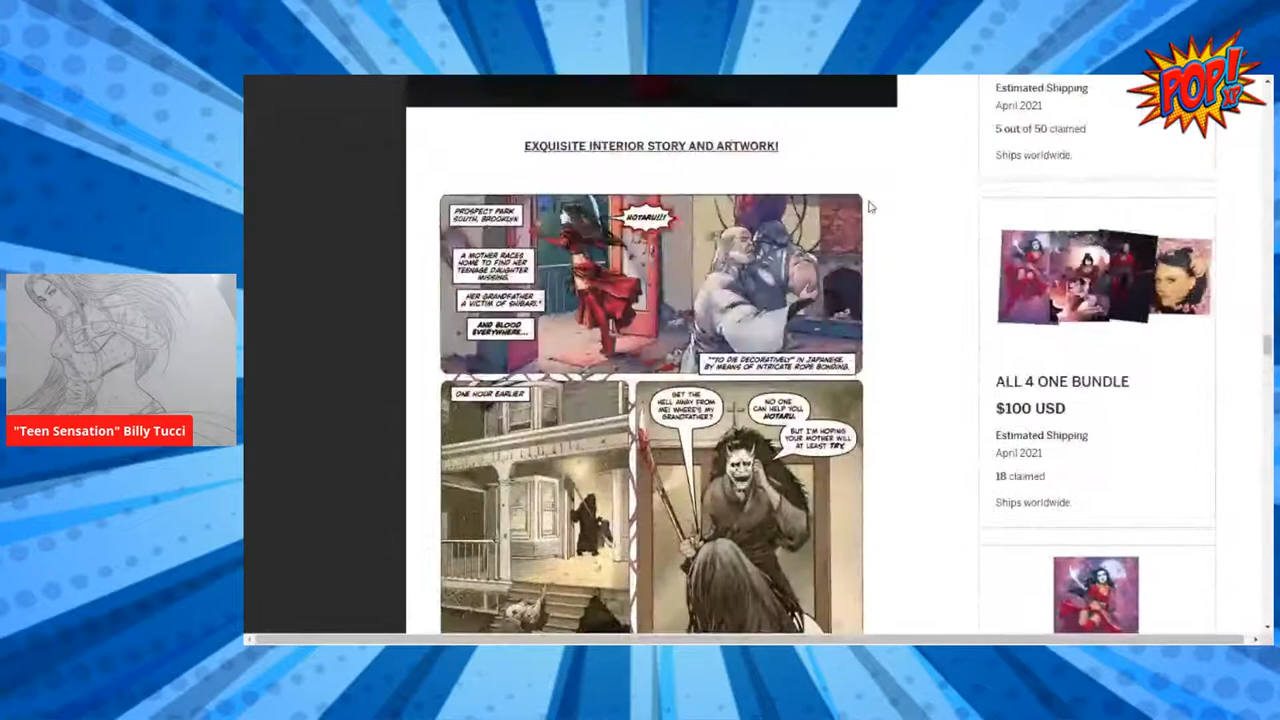 POP!
XP
Estimated Shipping
April 2021
5 out of 50 claimed
Ships worldwide.
EXQUISITE INTERIOR STORY AND ARTWORK!
PROSPECT PARK
SOUTH, BROOKLYN
HOTARU!!!
A MOTHER RACES
HOME TO FIND HER
TEENAGE DAUGHTER
MISSING.
HER GRANDFATHER
A VICTIM OF SHIBARI.*
AND BLOOD
EVERYWHERE...
*"TO DIE DECORATIVELY" IN JAPANESE,
BY MEANS OF INTRICATE ROPE BONDING.
ONE HOUR EARLIER
GET THE
HELL AWAY FROM
ME! WHERE'S MY
GRANDFATHER?
NO ONE
CAN HELP YOU,
HOTARU.
BUT I'M HOPING
YOUR MOTHER WILL
AT LEAST TRY.
ALL 4 ONE BUNDLE
$100 USD
Estimated Shipping
April 2021
18 claimed
Ships worldwide.
"Teen Sensation" Billy Tucci